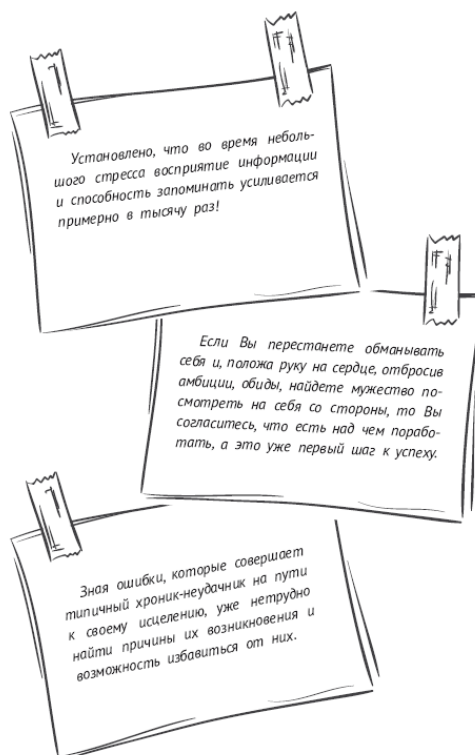 Установлено, что во время неболь-
шого стресса восприятие информации
и способность запоминать усиливается
примерно в тысячу раз!
Если Вы перестанете обманывать
себя и, положа руку на сердце, отбросив
амбиции, обиды, найдете мужество по-
смотреть на себя со стороны, то Вы
согласитесь, что есть над чем порабо-
тать, а это уже первый шаг к успеху.
Зная ошибки, которые совершает
типичный хроник-неудачник на пути
к своему исцелению, уже нетрудно
найти причины их возникновения и
возможность избавиться от них.